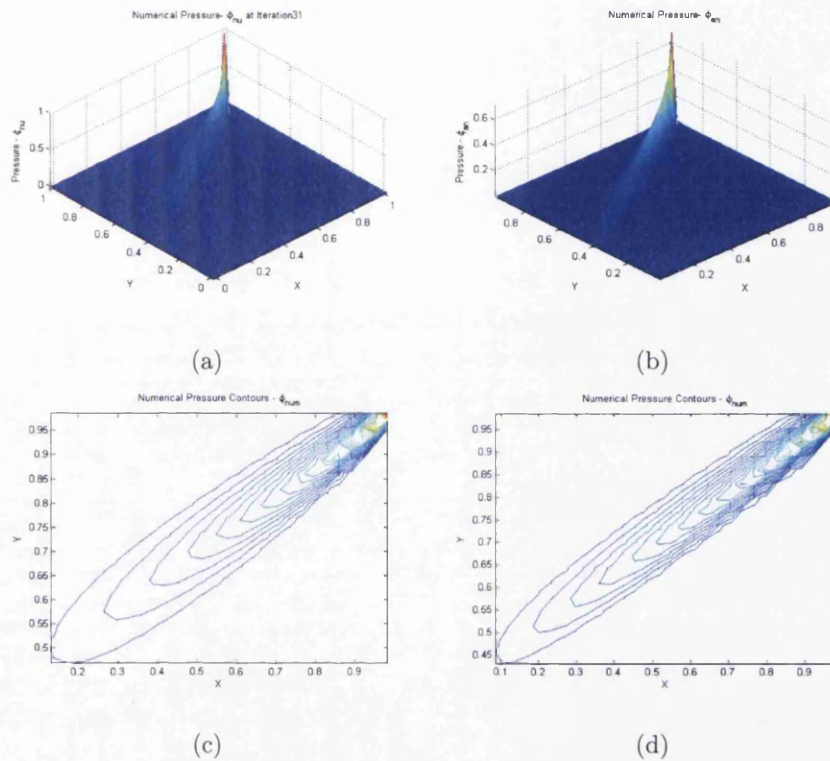 Numerical Pressure- ϕnu at Iteration31
Numerical Pressure- ϕan
Pressure - ϕnu
1
0.5
0
1
0.8
0.6
0.4
0.2
0
Y
0
0.2
0.4
0.6
0.8
1
X
Pressure - ϕan
0.6
0.4
0.2
0.8
0.6
0.4
0.2
Y
0.2
0.4
0.6
0.8
X
(a)
(b)
Numerical Pressure Contours - ϕnum
Y
0.95
0.9
0.85
0.8
0.75
0.7
0.65
0.6
0.55
0.5
0.2 0.3 0.4 0.5 0.6 0.7 0.8 0.9
X
Numerical Pressure Contours - ϕnum
Y
0.95
0.9
0.85
0.8
0.75
0.7
0.65
0.6
0.55
0.5
0.45
0.1 0.2 0.3 0.4 0.5 0.6 0.7 0.8 0.9
X
(c)
(d)